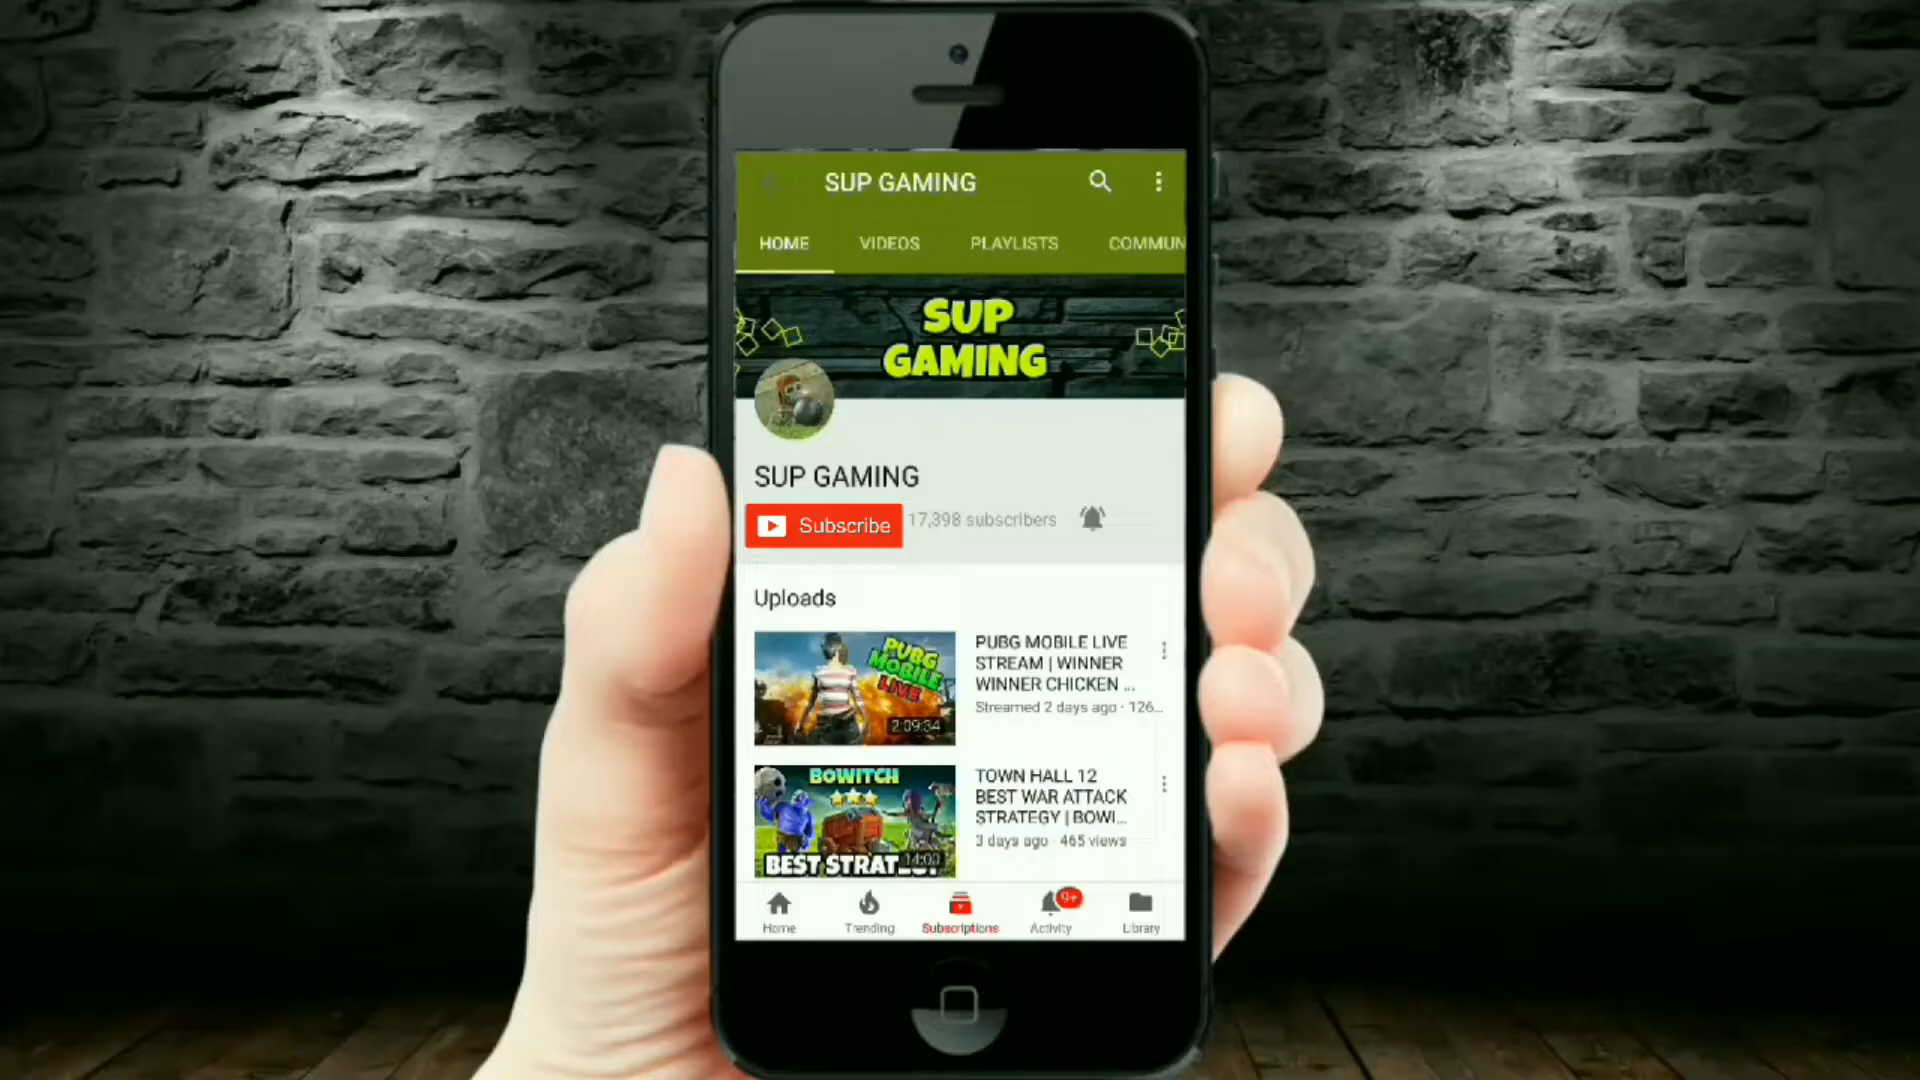 SUP GAMING
HOME VIDEOS PLAYLISTS COMMUN
SUP
GAMING
SUP GAMING
Subscribe 17,398 subscribers
Uploads
PUBG
MOBILE
LIVE
2:09:34
PUBG MOBILE LIVE
STREAM | WINNER
WINNER CHICKEN ...
Streamed 2 days ago · 126...
BOWITCH
BEST STRAT
14:00
TOWN HALL 12
BEST WAR ATTACK
STRATEGY | BOWI...
3 days ago · 465 views
9+
Home Trending Subscriptions Activity Library